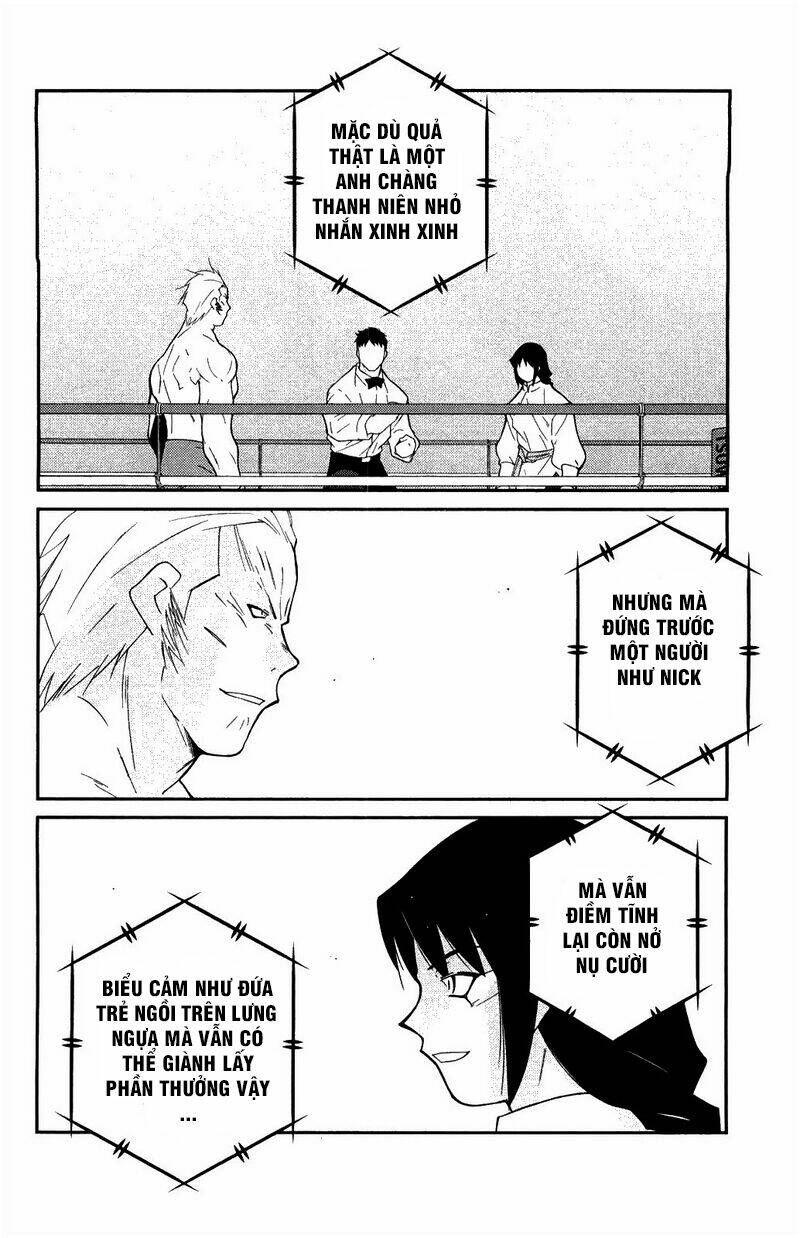 MẶC DÙ QUẢ
THẬT LÀ MỘT
ANH CHÀNG
THANH NIÊN NHỎ
NHẮN XINH XINH
NHƯNG MÀ
ĐỨNG TRƯỚC
MỘT NGƯỜI
NHƯ NICK
MÀ VẪN
ĐIỀM TĨNH
LẠI CÒN NỞ
NỤ CƯỜI
BIỂU CẢM NHƯ ĐỨA
TRẺ NGỒI TRÊN LƯNG
NGỰA MÀ VẪN CÓ
THỂ GIÀNH LẤY
PHẦN THƯỞNG VẬY
...